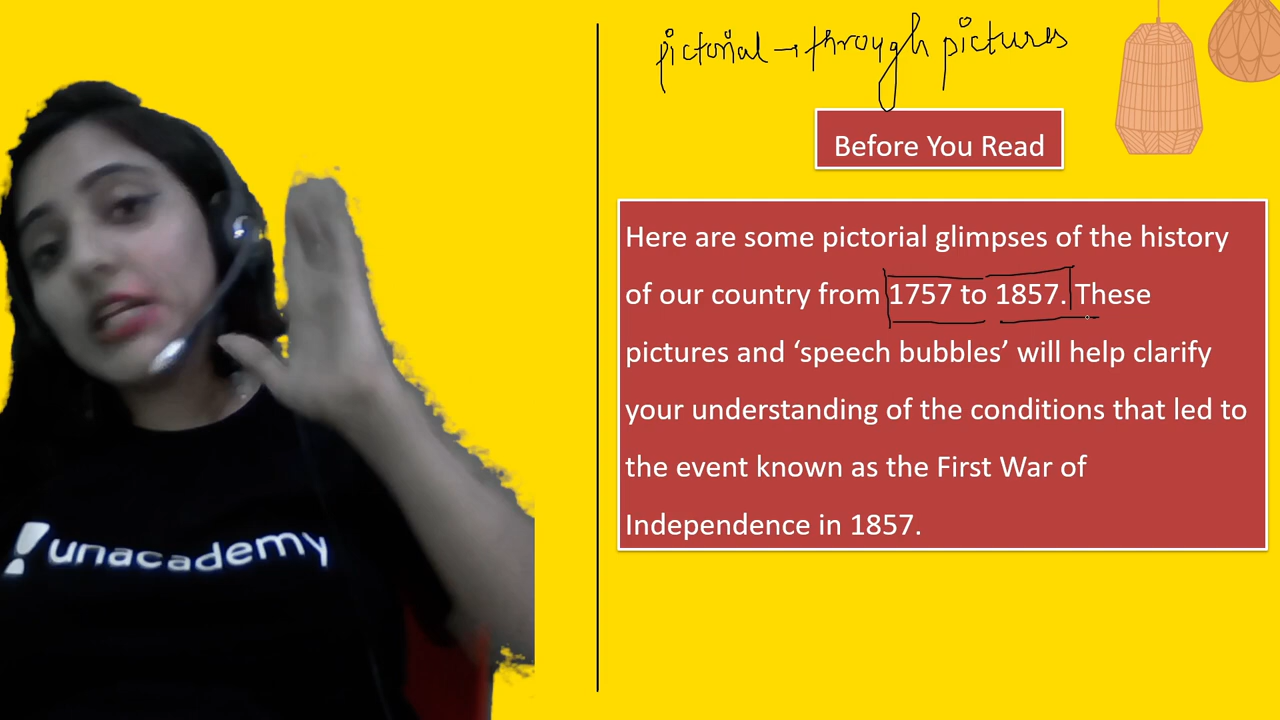 pictorial → through pictures
Before You Read
Here are some pictorial glimpses of the history
of our country from 1757 to 1857. These
pictures and ‘speech bubbles’ will help clarify
your understanding of the conditions that led to
the event known as the First War of
Independence in 1857.
unacademy